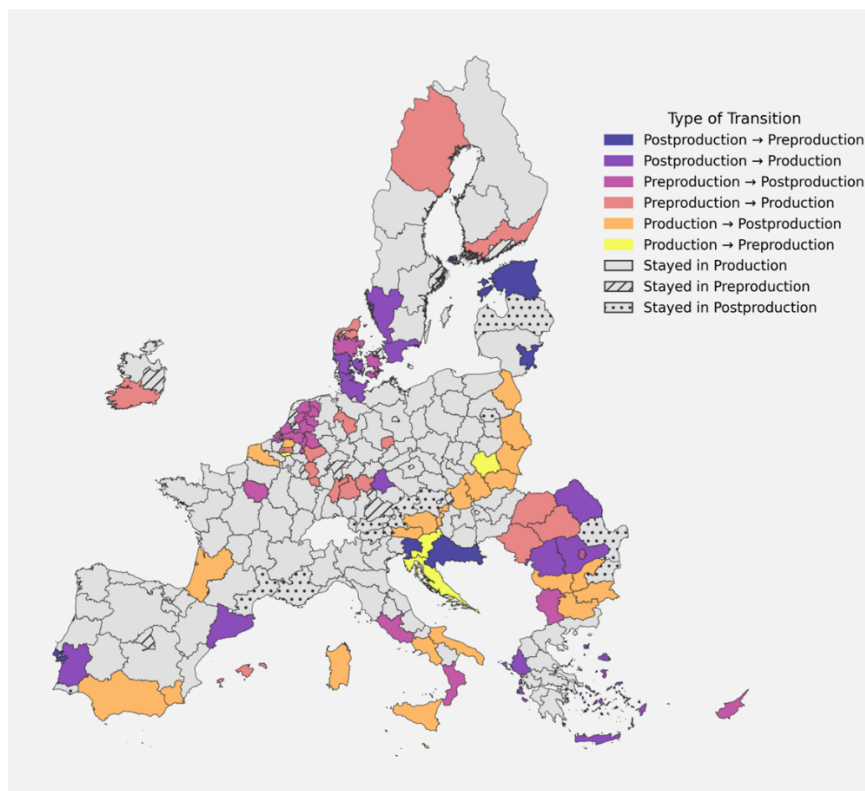 Type of Transition
Postproduction → Preproduction
Postproduction → Production
Preproduction → Postproduction
Preproduction → Production
Production → Postproduction
Production → Preproduction
Stayed in Production
Stayed in Preproduction
Stayed in Postproduction